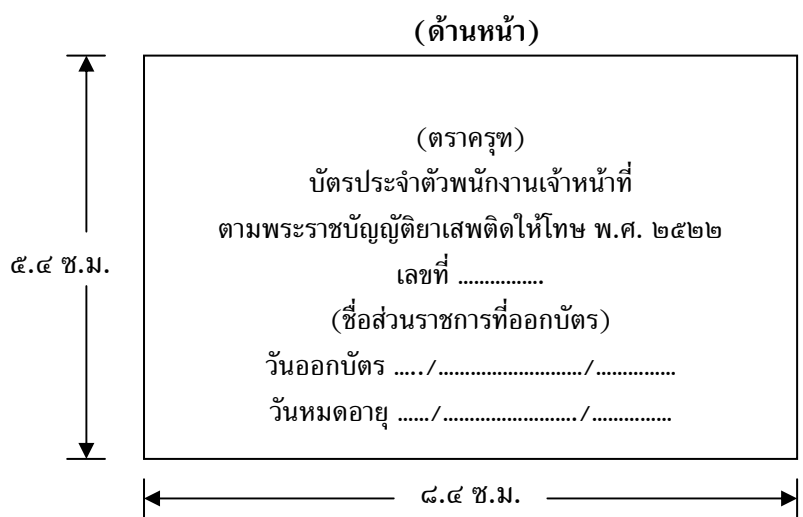 (ด้านหน้า)
(ตราครุฑ)
บัตรประจำตัวพนักงานเจ้าหน้าที่
ตามพระราชบัญญัติยาเสพติดให้โทษ พ.ศ. ๒๕๒๒
๕.๔ ซ.ม.
เลขที่ ................
(ชื่อส่วนราชการที่ออกบัตร)
วันออกบัตร ...../.........................../...............
วันหมดอายุ ....../........................./...............
๘.๔ ซ.ม.